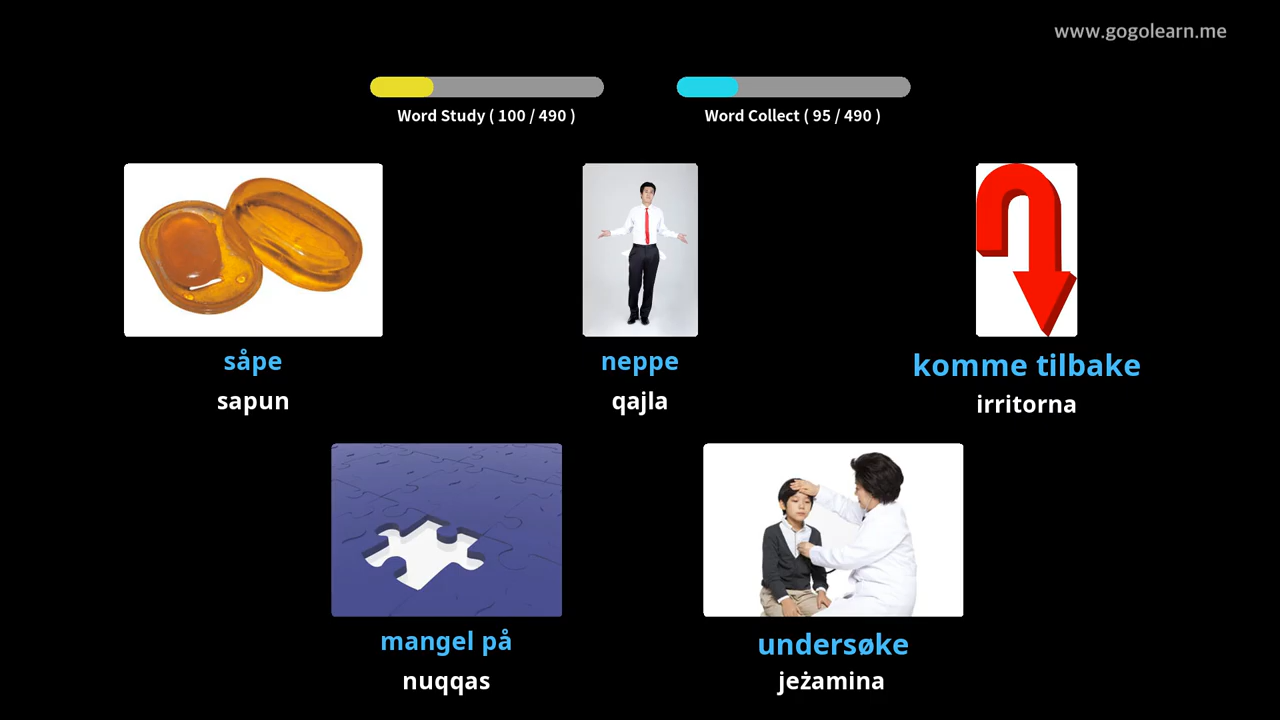 www.gogolearn.me
Word Study ( 100 / 490 )
Word Collect ( 95 / 490 )
såpe
sapun
neppe
qajla
komme tilbake
irritorna
mangel på
nuqqas
undersøke
jeżamina